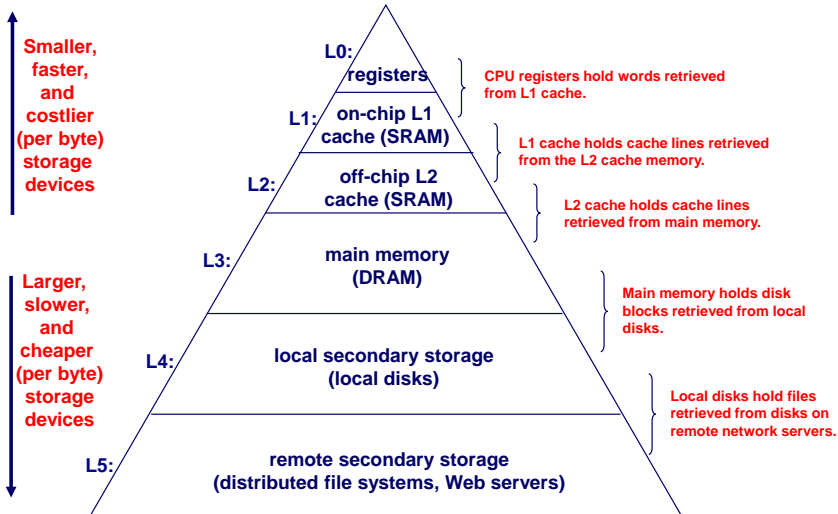 Smaller,
faster,
and
costlier
(per byte)
storage
devices
Larger,
slower,
and
cheaper
(per byte)
storage
devices
L0:
registers
CPU registers hold words retrieved
from L1 cache.
L1:
on-chip L1
cache (SRAM)
L1 cache holds cache lines retrieved
from the L2 cache memory.
L2:
off-chip L2
cache (SRAM)
L2 cache holds cache lines
retrieved from main memory.
L3:
main memory
(DRAM)
Main memory holds disk
blocks retrieved from local
disks.
L4:
local secondary storage
(local disks)
Local disks hold files
retrieved from disks on
remote network servers.
L5:
remote secondary storage
(distributed file systems, Web servers)